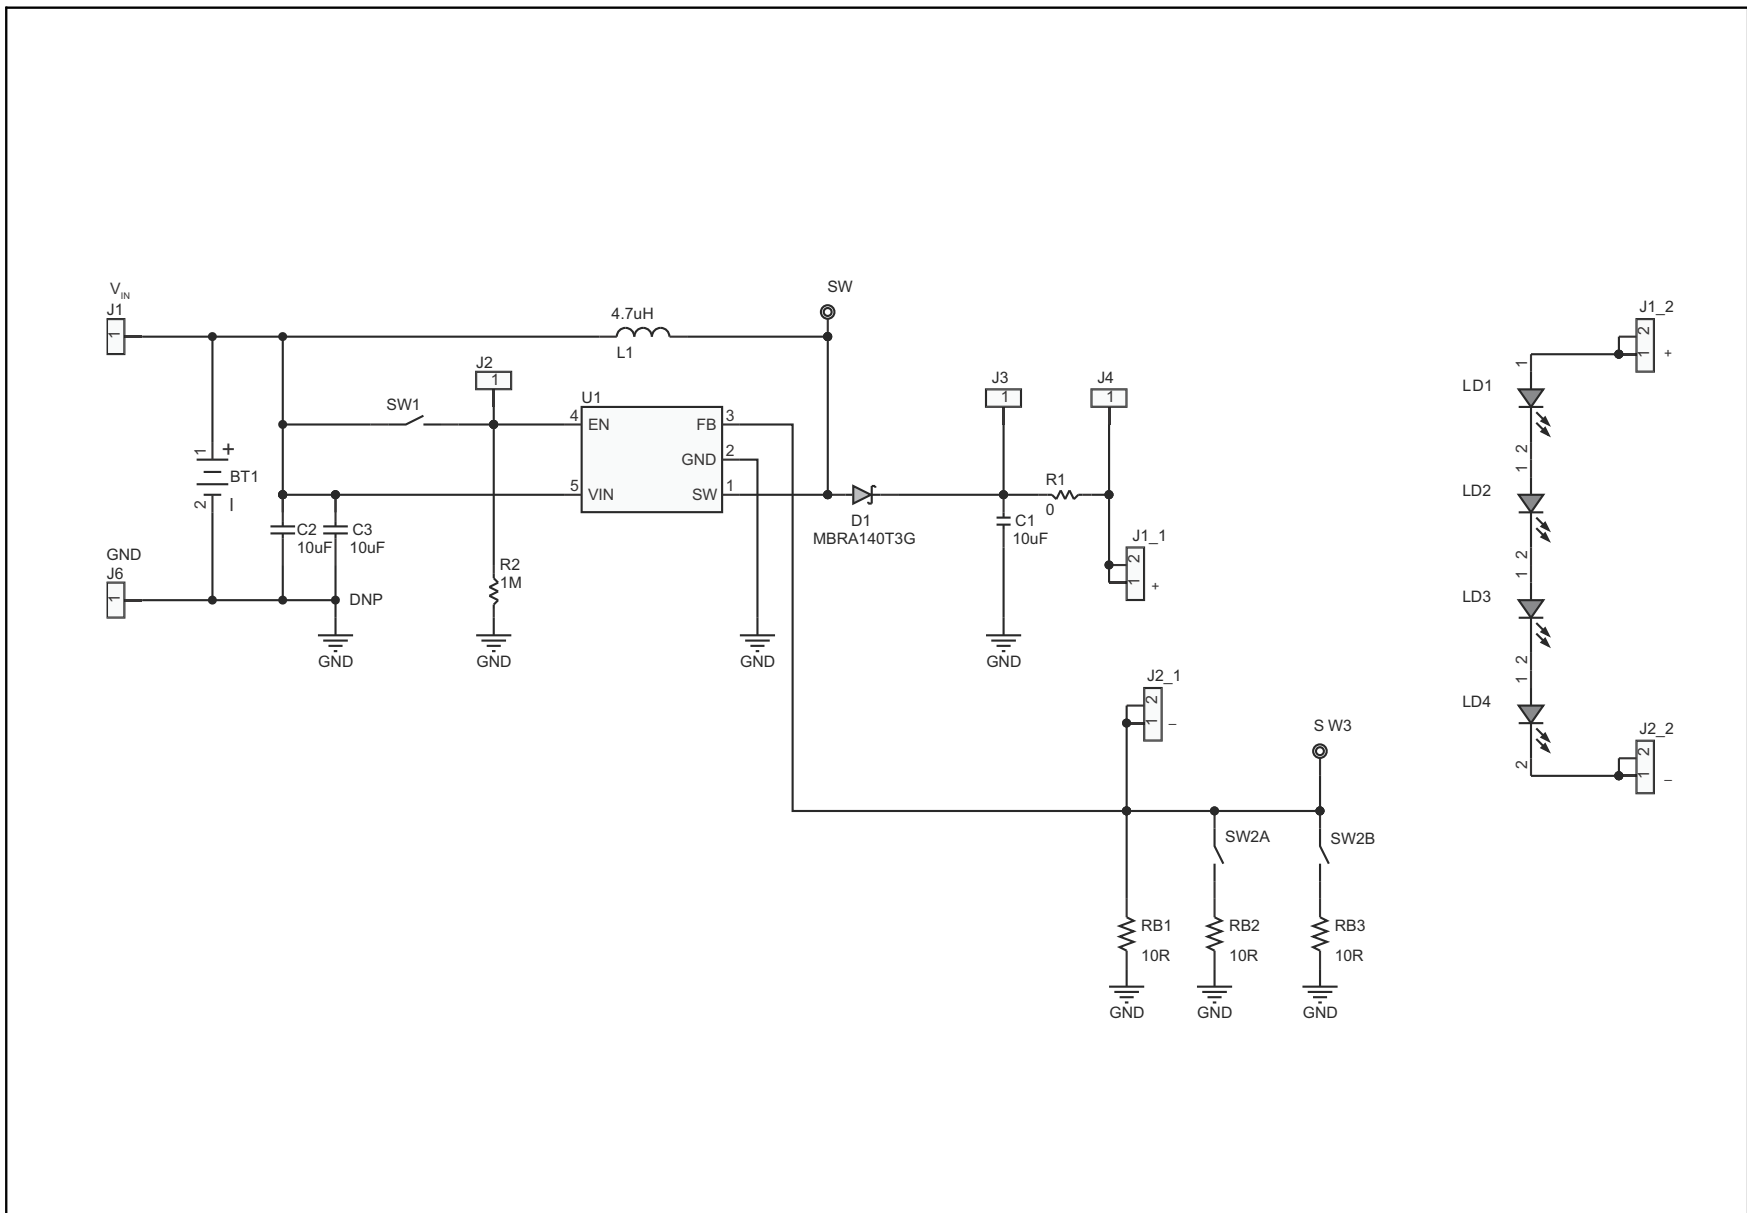 V_IN
J1
1
SW
4.7uH
L1
J1_2
2
1
+
J2
1
J3
1
J4
1
SW1
U1
4
EN
FB
3
GND
2
5
VIN
SW
1
1
+
BT1
2
C2
10uF
C3
10uF
D1
MBRA140T3G
C1
10uF
R1
0
J1_1
2
1
+
R2
1M
GND
J6
1
DNP
GND
GND
GND
GND
1
LD1
2
1
LD2
2
1
LD3
2
1
LD4
2
J2_1
2
1
–
S W3
J2_2
2
1
–
SW2A
SW2B
RB1
10R
RB2
10R
RB3
10R
GND
GND
GND